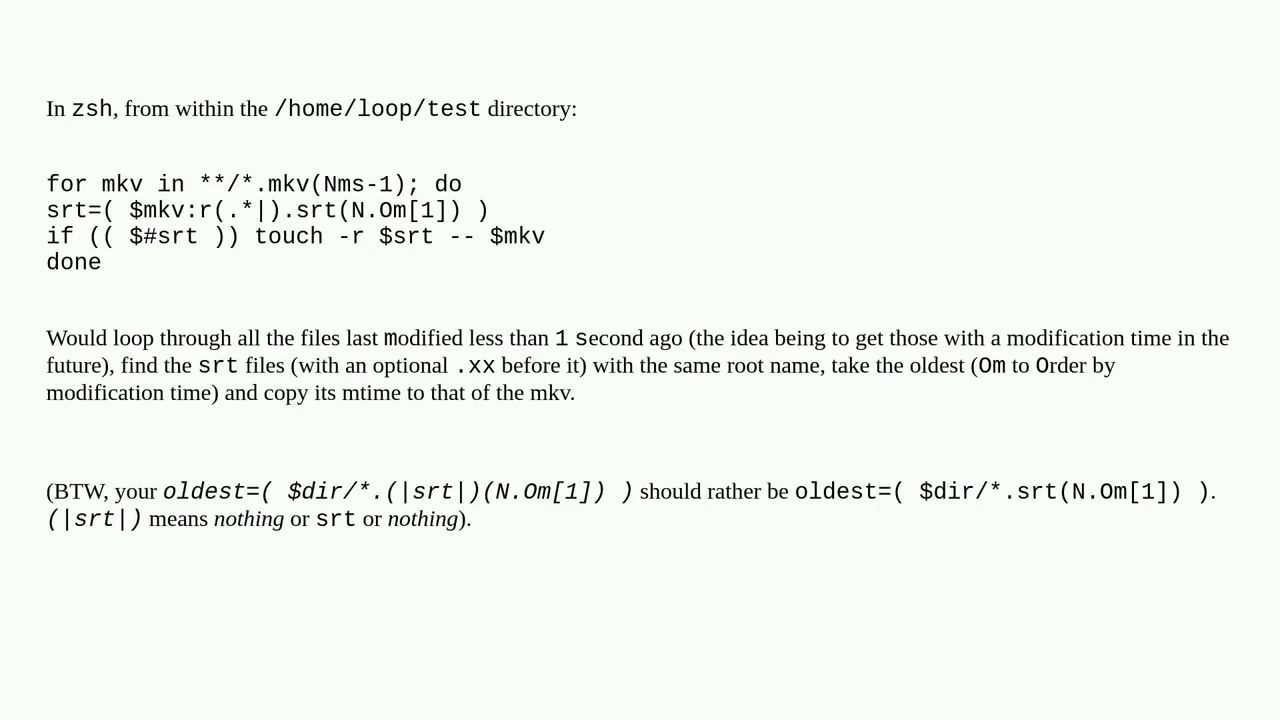 In zsh, from within the /home/loop/test directory:
for mkv in **/*.mkv(Nms-1); do
srt=( $mkv:r(.*|).srt(N.Om[1]) )
if (( $#srt )) touch -r $srt -- $mkv
done
Would loop through all the files last modified less than 1 second ago (the idea being to get those with a modification time in the
future), find the srt files (with an optional .xx before it) with the same root name, take the oldest (Om to Order by
modification time) and copy its mtime to that of the mkv.
(BTW, your oldest=( $dir/*.(|srt|)(N.Om[1]) ) should rather be oldest=( $dir/*.srt(N.Om[1]) ).
(|srt|) means nothing or srt or nothing).